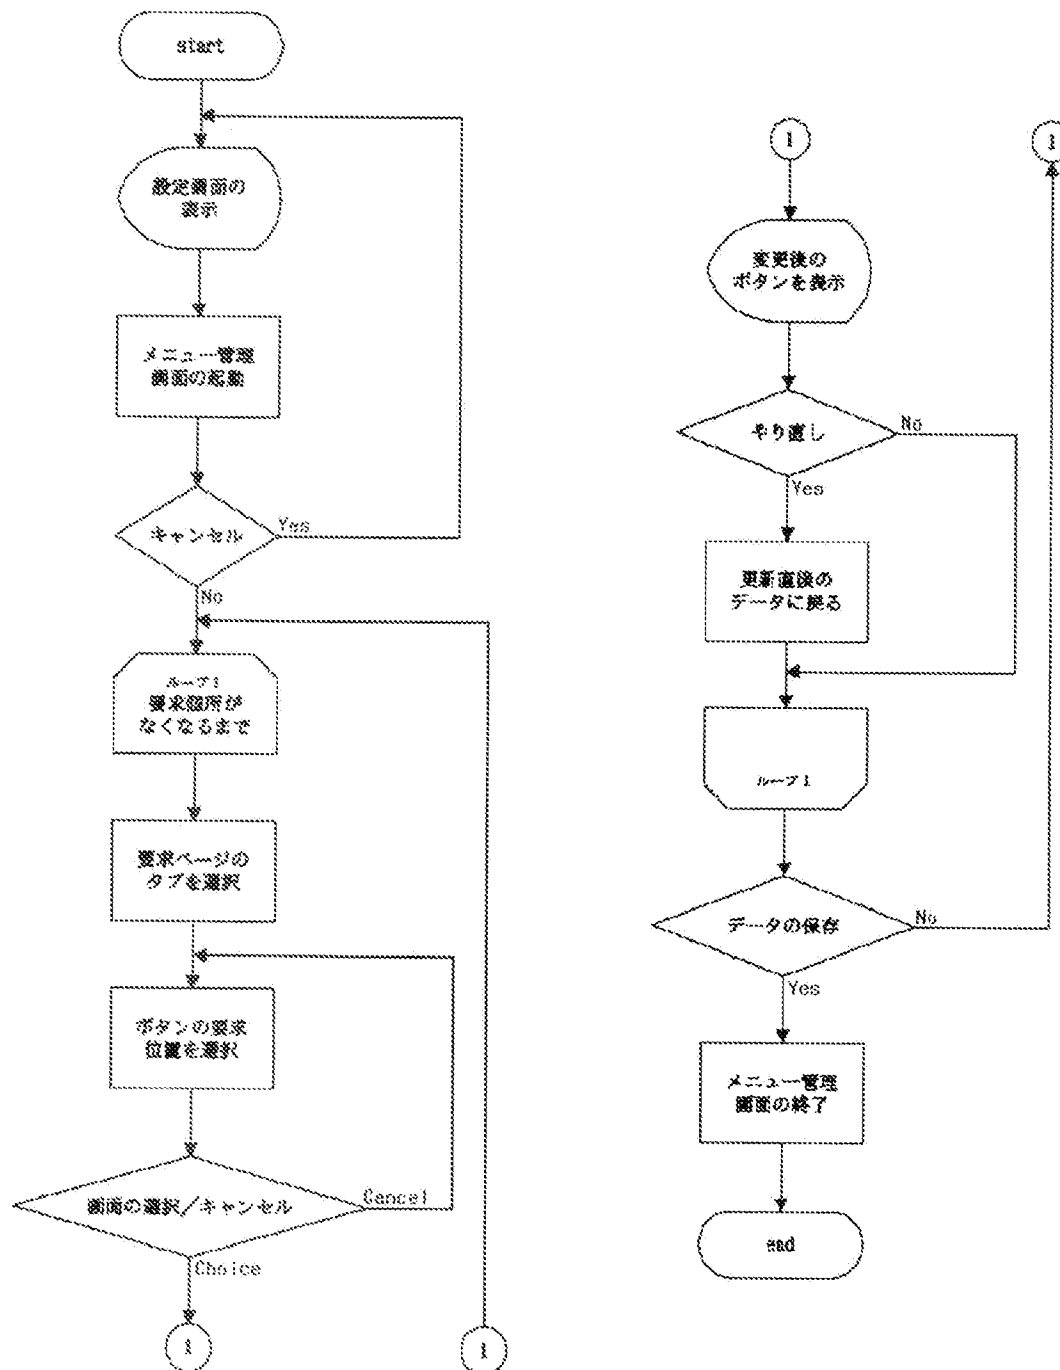 start
設定画面の
表示
メニュー管理
画面の起動
キャンセル
Yes
No
ループ1
要求個所が
なくなるまで
要求ページの
タブを選択
ボタンの要求
位置を選択
画面の選択/キャンセル
Cancel
Choice
1
1
1
1
変更後の
ボタンを表示
やり直し
No
Yes
更新直後の
データに戻る
ループ1
データの保存
No
Yes
メニュー管理
画面の終了
end